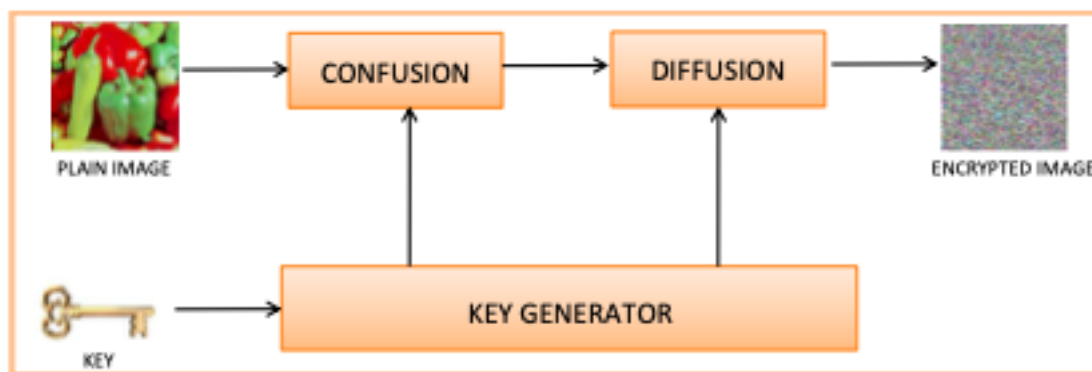 CONFUSION
DIFFUSION
PLAIN IMAGE
ENCRYPTED IMAGE
KEY GENERATOR
KEY